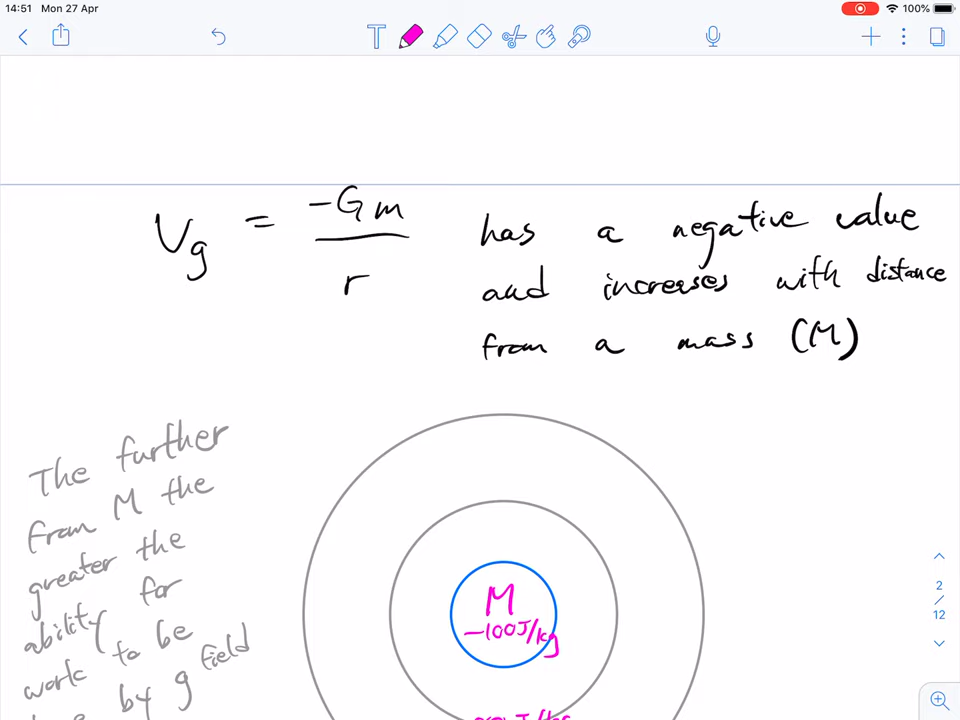 14:51 Mon 27 Apr
100%
T
Vg = -Gm / r
has a negative value
and increases with distance
from a mass (M)
The further
from M the
greater the
ability for
work to be
by g field
M
-100J/kg
2
/
12